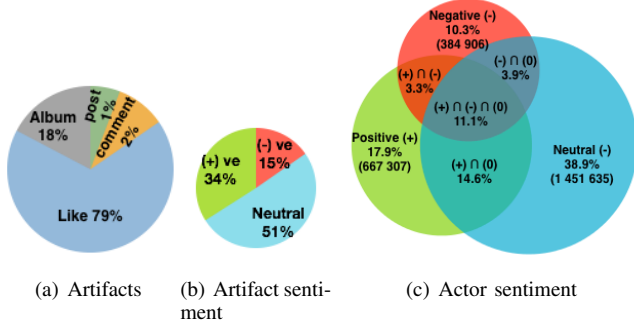 Album
18%
post
1%
comment
2%
Like 79%
(+) ve
34%
(-) ve
15%
Neutral
51%
Negative (-)
10.3%
(384 906)
(+) ∩ (-)
3.3%
(-) ∩ (0)
3.9%
(+) ∩ (-) ∩ (0)
11.1%
Positive (+)
17.9%
(667 307)
(+) ∩ (0)
14.6%
Neutral (-)
38.9%
(1 451 635)
(a) Artifacts
(b) Artifact senti-
ment
(c) Actor sentiment